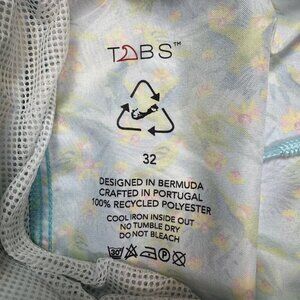 TABS™
32
DESIGNED IN BERMUDA
CRAFTED IN PORTUGAL
100% RECYCLED POLYESTER
COOL IRON INSIDE OUT
NO TUMBLE DRY
DO NOT BLEACH
30°
P